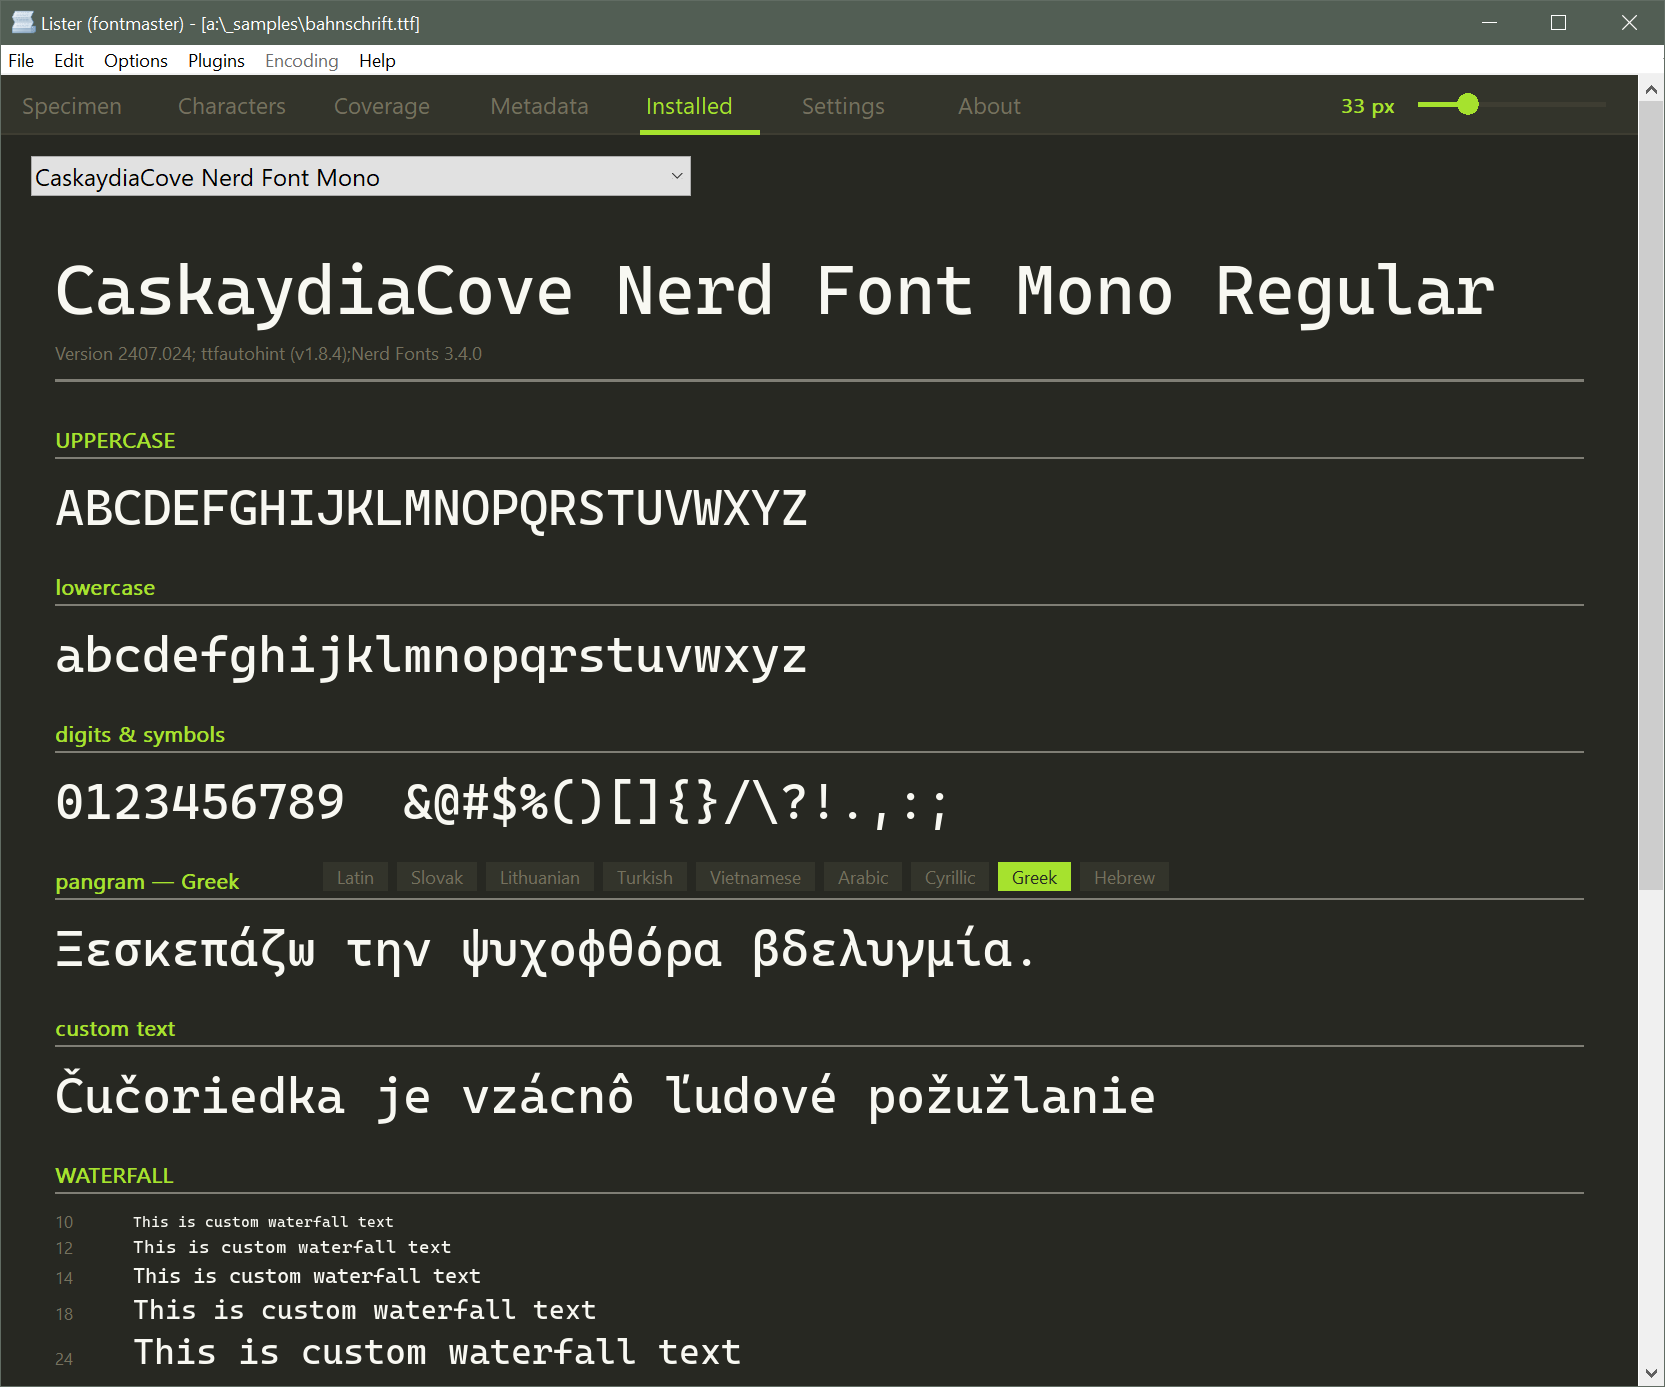 Lister (fontmaster) - [a:\_samples\bahnschrift.ttf]
File Edit Options Plugins Encoding Help
Specimen Characters Coverage Metadata Installed Settings About 33 px
CaskaydiaCove Nerd Font Mono
CaskaydiaCove Nerd Font Mono Regular
Version 2407.024; ttfautohint (v1.8.4);Nerd Fonts 3.4.0
UPPERCASE
ABCDEFGHIJKLMNOPQRSTUVWXYZ
lowercase
abcdefghijklmnopqrstuvwxyz
digits & symbols
0123456789  &@#$%()[]{}/\?!.,:;
pangram — Greek Latin Slovak Lithuanian Turkish Vietnamese Arabic Cyrillic Greek Hebrew
Ξεσκεπάζω την ψυχοφθόρα βδελυγμία.
custom text
Čučoriedka je vzácnô ľudové požužlanie
WATERFALL
10 This is custom waterfall text
12 This is custom waterfall text
14 This is custom waterfall text
18 This is custom waterfall text
24 This is custom waterfall text